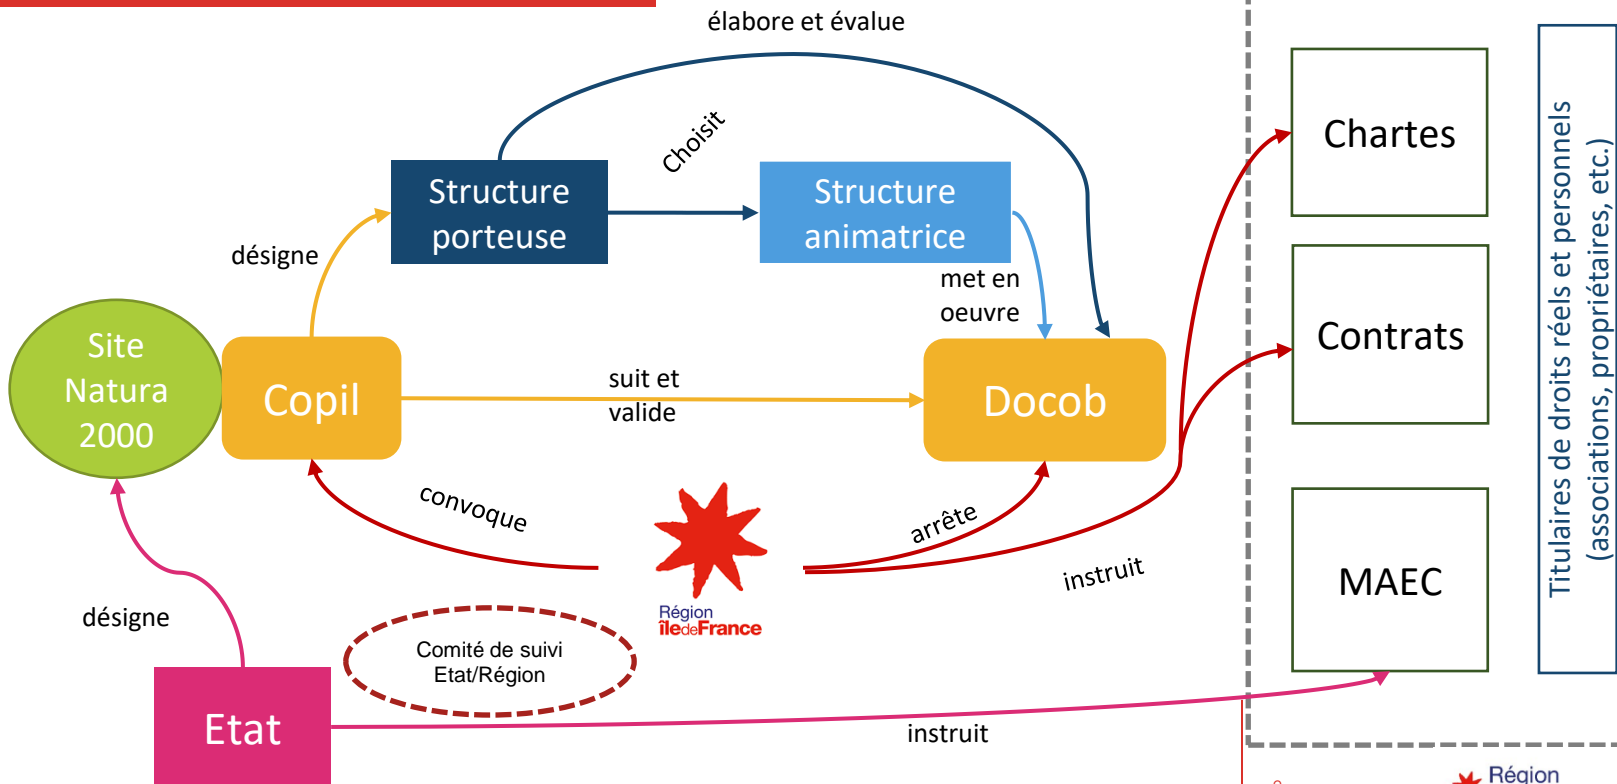 élabore et évalue
Choisit
Structure
porteuse
Structure
animatrice
désigne
met en
oeuvre
Site
Natura
2000
Copil
suit et
valide
Docob
convoque
arrête
instruit
Région
îledeFrance
désigne
Comité de suivi
Etat/Région
Etat
instruit
Chartes
Contrats
MAEC
Titulaires de droits réels et personnels
(associations, propriétaires, etc.)
Région